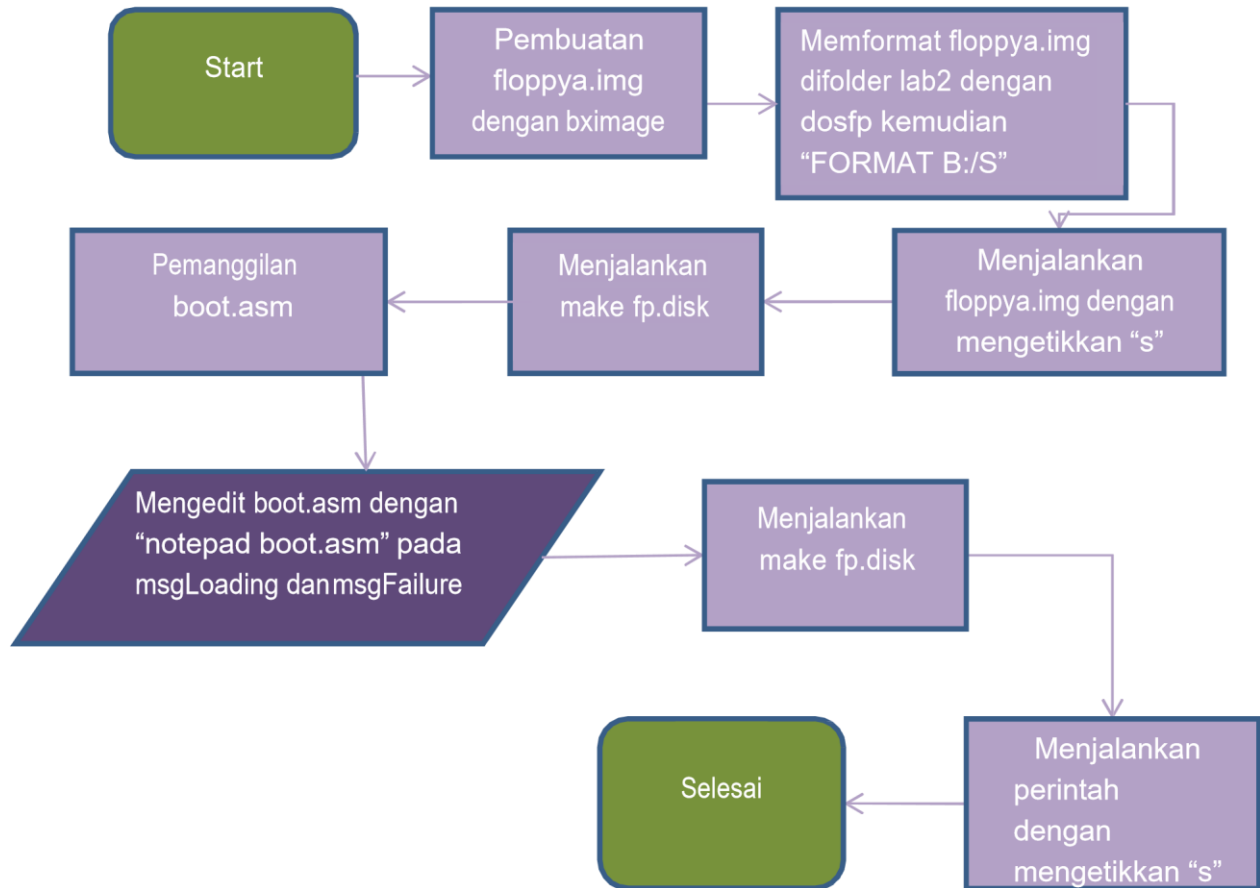 Start
Pembuatan
floppya.img
dengan bximage
Memformat floppya.img
difolder lab2 dengan
dosfp kemudian
“FORMAT B:/S”
Menjalankan
floppya.img dengan
mengetikkan “s”
Menjalankan
make fp.disk
Pemanggilan
boot.asm
Mengedit boot.asm dengan
“notepad boot.asm” pada
msgLoading danmsgFailure
Menjalankan
make fp.disk
Menjalankan
perintah
dengan
mengetikkan “s”
Selesai